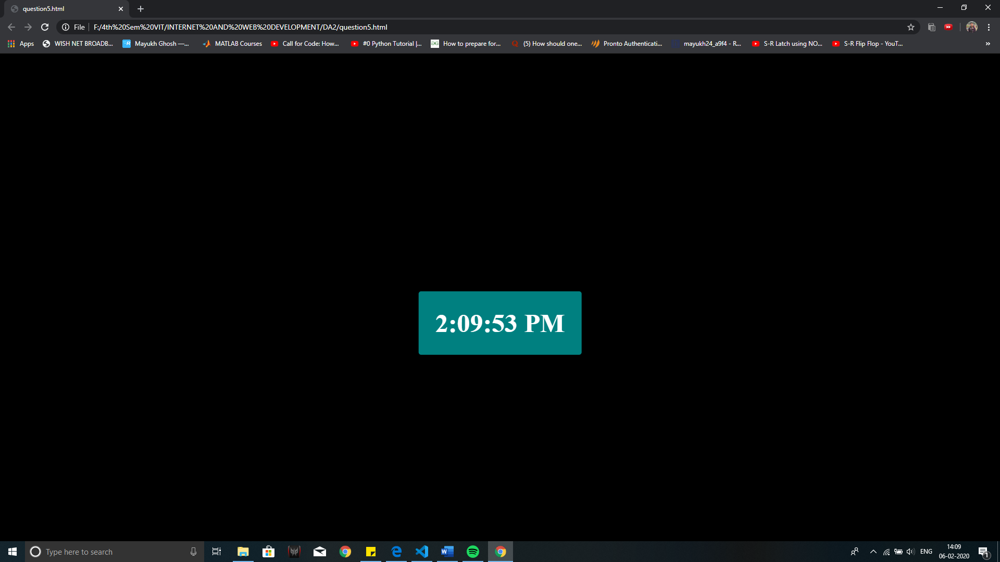 question5.html
File F:/4th%20Sem%20VIT/INTERNET%20AND%20WEB%20DEVELOPMENT/DA2/question5.html
Apps WISH NET BROADB... Mayukh Ghosh —... MATLAB Courses Call for Code: How... #0 Python Tutorial |... How to prepare for... (5) How should one... Pronto Authenticati... mayukh24_a9f4 - R... S-R Latch using NO... S-R Flip Flop - YouT... »
2:09:53 PM
Type here to search ENG 14:09
06-02-2020 1